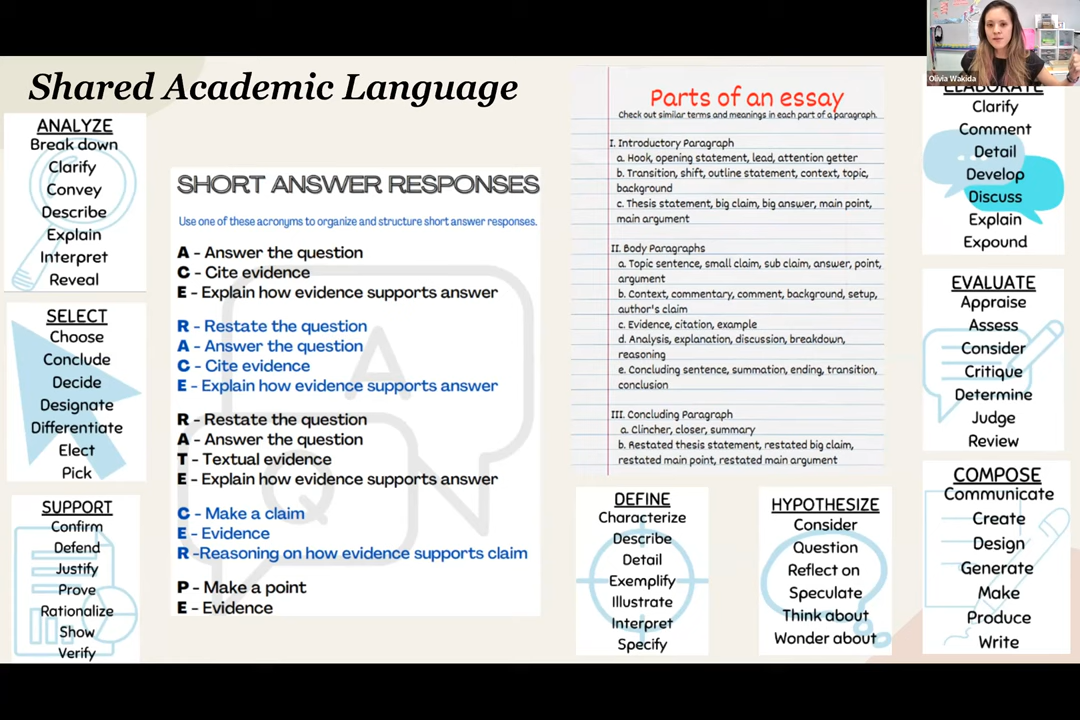 Shared Academic Language
ANALYZE
Break down
Clarify
Convey
Describe
Explain
Interpret
Reveal
SELECT
Choose
Conclude
Decide
Designate
Differentiate
Elect
Pick
SUPPORT
Confirm
Defend
Justify
Prove
Rationalize
Show
Verify
SHORT ANSWER RESPONSES
Use one of these acronyms to organize and structure short answer responses.
A - Answer the question
C - Cite evidence
E - Explain how evidence supports answer
R - Restate the question
A - Answer the question
C - Cite evidence
E - Explain how evidence supports answer
R - Restate the question
A - Answer the question
T - Textual evidence
E - Explain how evidence supports answer
C - Make a claim
E - Evidence
R -Reasoning on how evidence supports claim
P - Make a point
E - Evidence
A
Q
Parts of an essay
Check out similar terms and meanings in each part of a paragraph.
I. Introductory Paragraph
a. Hook, opening statement, lead, attention getter
b. Transition, shift, outline statement, context, topic,
background
c. Thesis statement, big claim, big answer, main point,
main argument
II. Body Paragraphs
a. Topic sentence, small claim, sub claim, answer, point,
argument
b. Context, commentary, comment, background, setup,
author's claim
c. Evidence, citation, example
d. Analysis, explanation, discussion, breakdown,
reasoning
e. Concluding sentence, summation, ending, transition,
conclusion
III. Concluding Paragraph
a. Clincher, closer, summary
b. Restated thesis statement, restated big claim,
restated main point, restated main argument
DEFINE
Characterize
Describe
Detail
Exemplify
Illustrate
Interpret
Specify
HYPOTHESIZE
Consider
Question
Reflect on
Speculate
Think about
Wonder about
Olivia Wakida
ELABORATE
Clarify
Comment
Detail
Develop
Discuss
Explain
Expound
EVALUATE
Appraise
Assess
Consider
Critique
Determine
Judge
Review
COMPOSE
Communicate
Create
Design
Generate
Make
Produce
Write